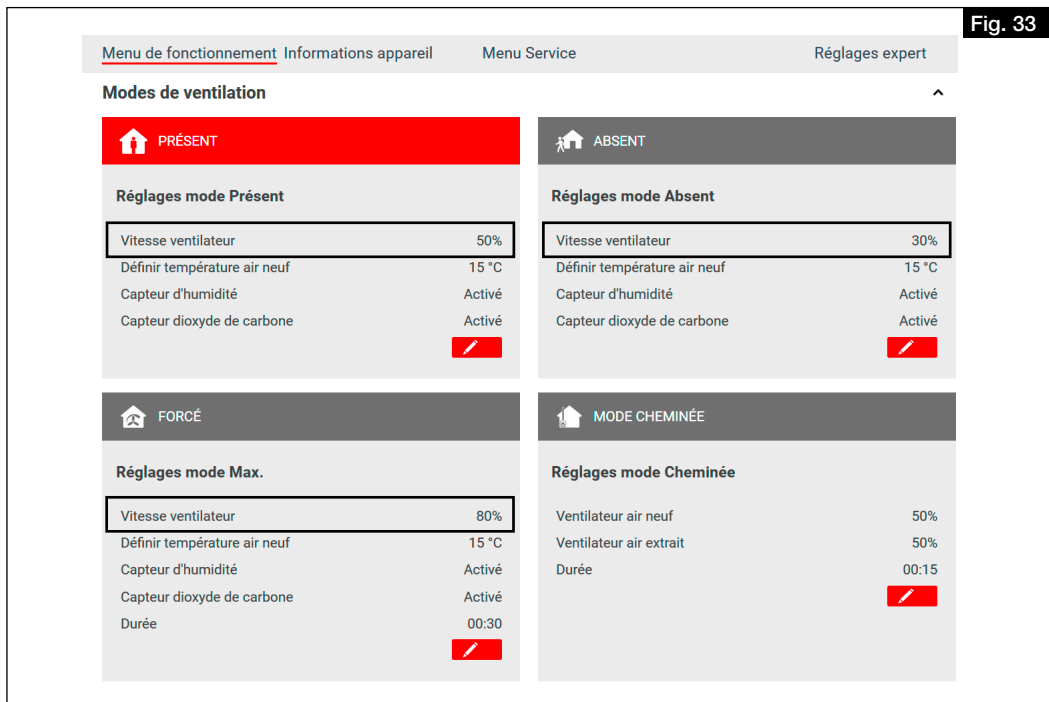 Fig. 33
Menu de fonctionnement Informations appareil Menu Service Réglages expert
Modes de ventilation
PRÉSENT
Réglages mode Présent
Vitesse ventilateur 50%
Définir température air neuf 15 °C
Capteur d'humidité Activé
Capteur dioxyde de carbone Activé
ABSENT
Réglages mode Absent
Vitesse ventilateur 30%
Définir température air neuf 15 °C
Capteur d'humidité Activé
Capteur dioxyde de carbone Activé
FORCÉ
Réglages mode Max.
Vitesse ventilateur 80%
Définir température air neuf 15 °C
Capteur d'humidité Activé
Capteur dioxyde de carbone Activé
Durée 00:30
MODE CHEMINÉE
Réglages mode Cheminée
Ventilateur air neuf 50%
Ventilateur air extrait 50%
Durée 00:15